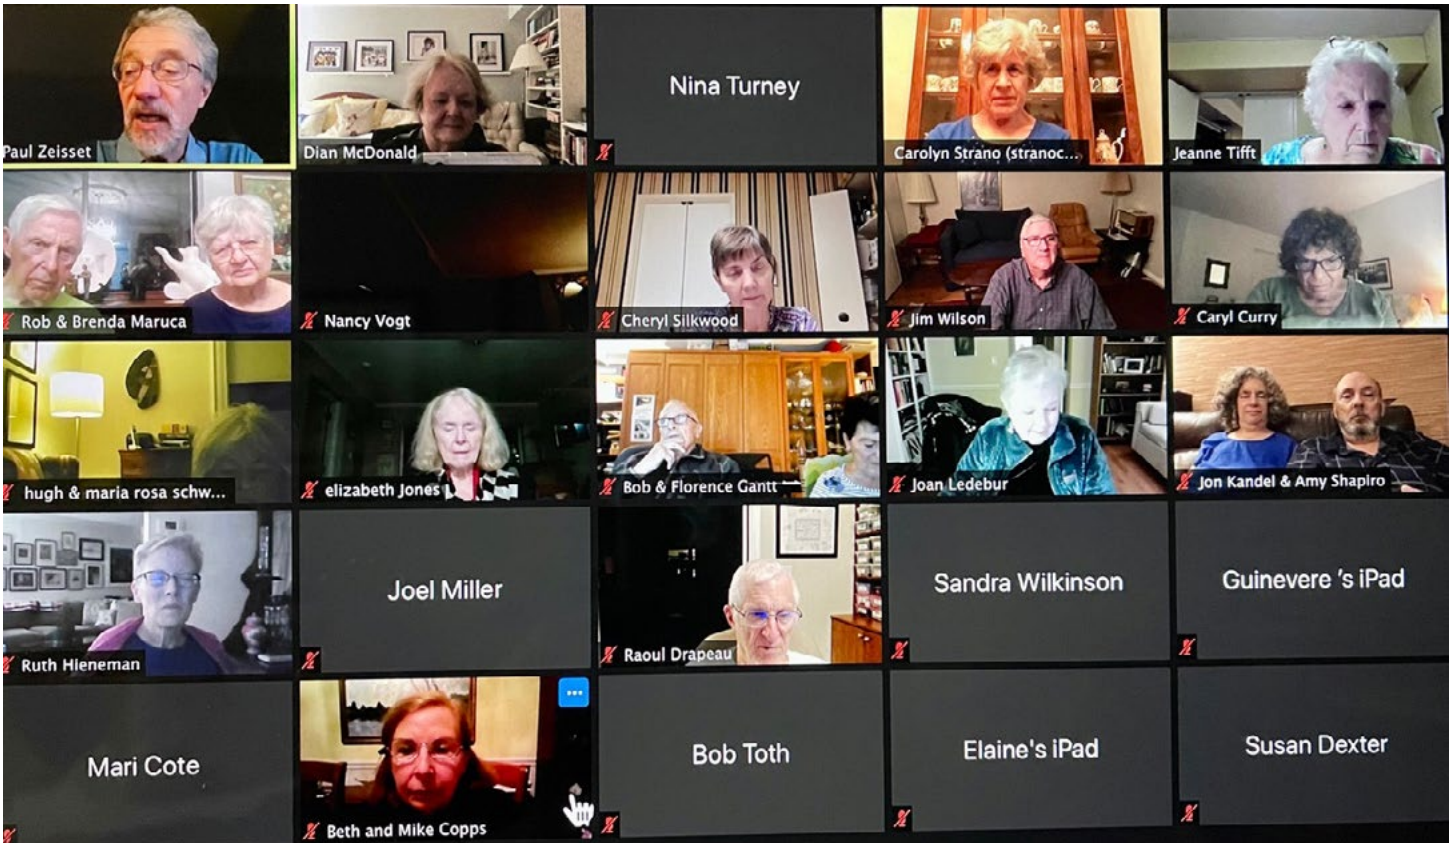 Paul Zeisset
Dian McDonald
Nina Turney
Carolyn Strano (stranoc...
Jeanne Tifft
Rob & Brenda Maruca
Nancy Vogt
Cheryl Silkwood
Jim Wilson
Caryl Curry
hugh & maria rosa schw...
elizabeth Jones
Bob & Florence Gantt
Joan Ledebur
Jon Kandel & Amy Shapiro
Ruth Hieneman
Joel Miller
Raoul Drapeau
Sandra Wilkinson
Guinevere 's iPad
Mari Cote
Beth and Mike Copps
Bob Toth
Elaine's iPad
Susan Dexter